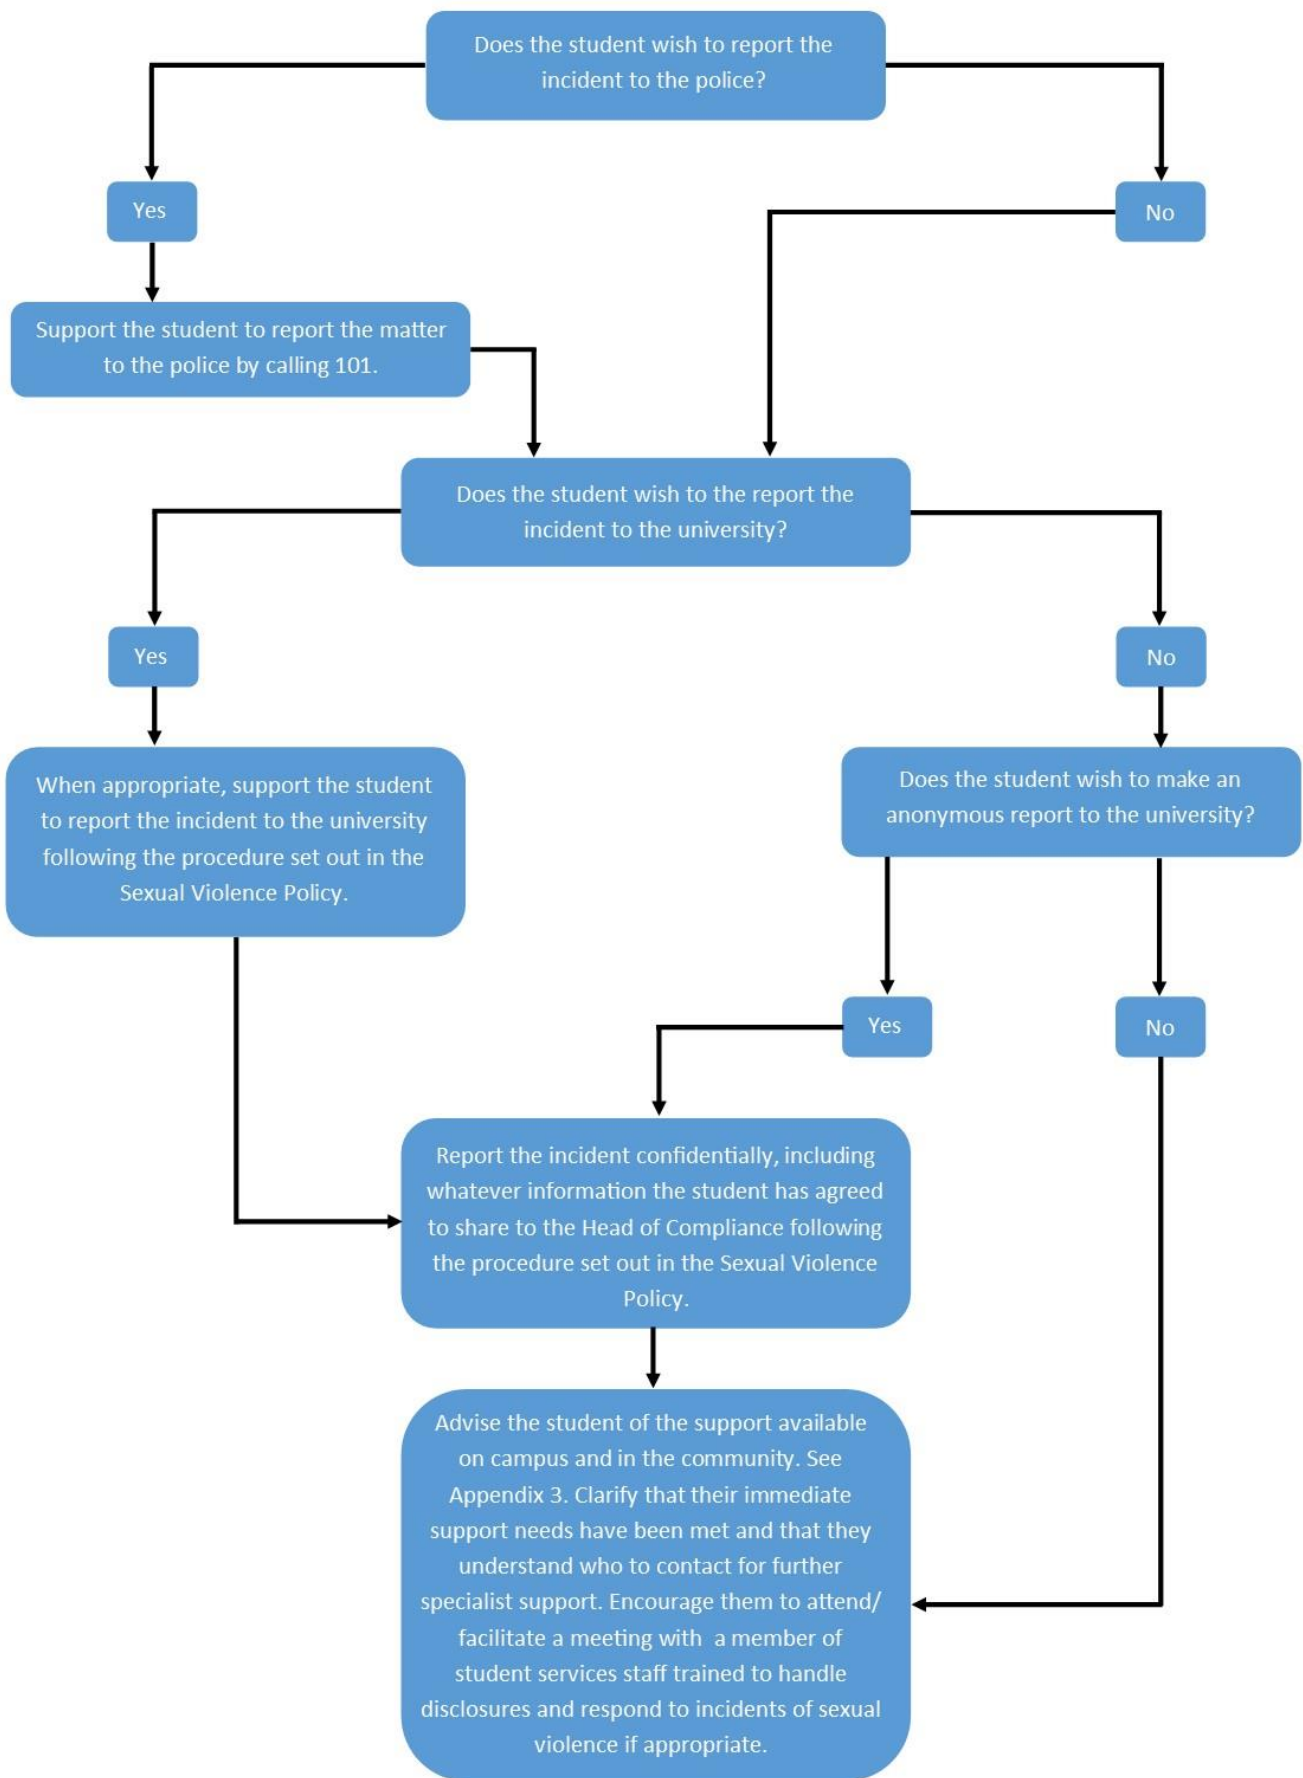 Does the student wish to report the
incident to the police?
Yes
No
Support the student to report the matter
to the police by calling 101.
Does the student wish to the report the
incident to the university?
Yes
No
When appropriate, support the student
to report the incident to the university
following the procedure set out in the
Sexual Violence Policy.
Does the student wish to make an
anonymous report to the university?
Yes
No
Report the incident confidentially, including
whatever information the student has agreed
to share to the Head of Compliance following
the procedure set out in the Sexual Violence
Policy.
Advise the student of the support available
on campus and in the community. See
Appendix 3. Clarify that their immediate
support needs have been met and that they
understand who to contact for further
specialist support. Encourage them to attend/
facilitate a meeting with a member of
student services staff trained to handle
disclosures and respond to incidents of sexual
violence if appropriate.